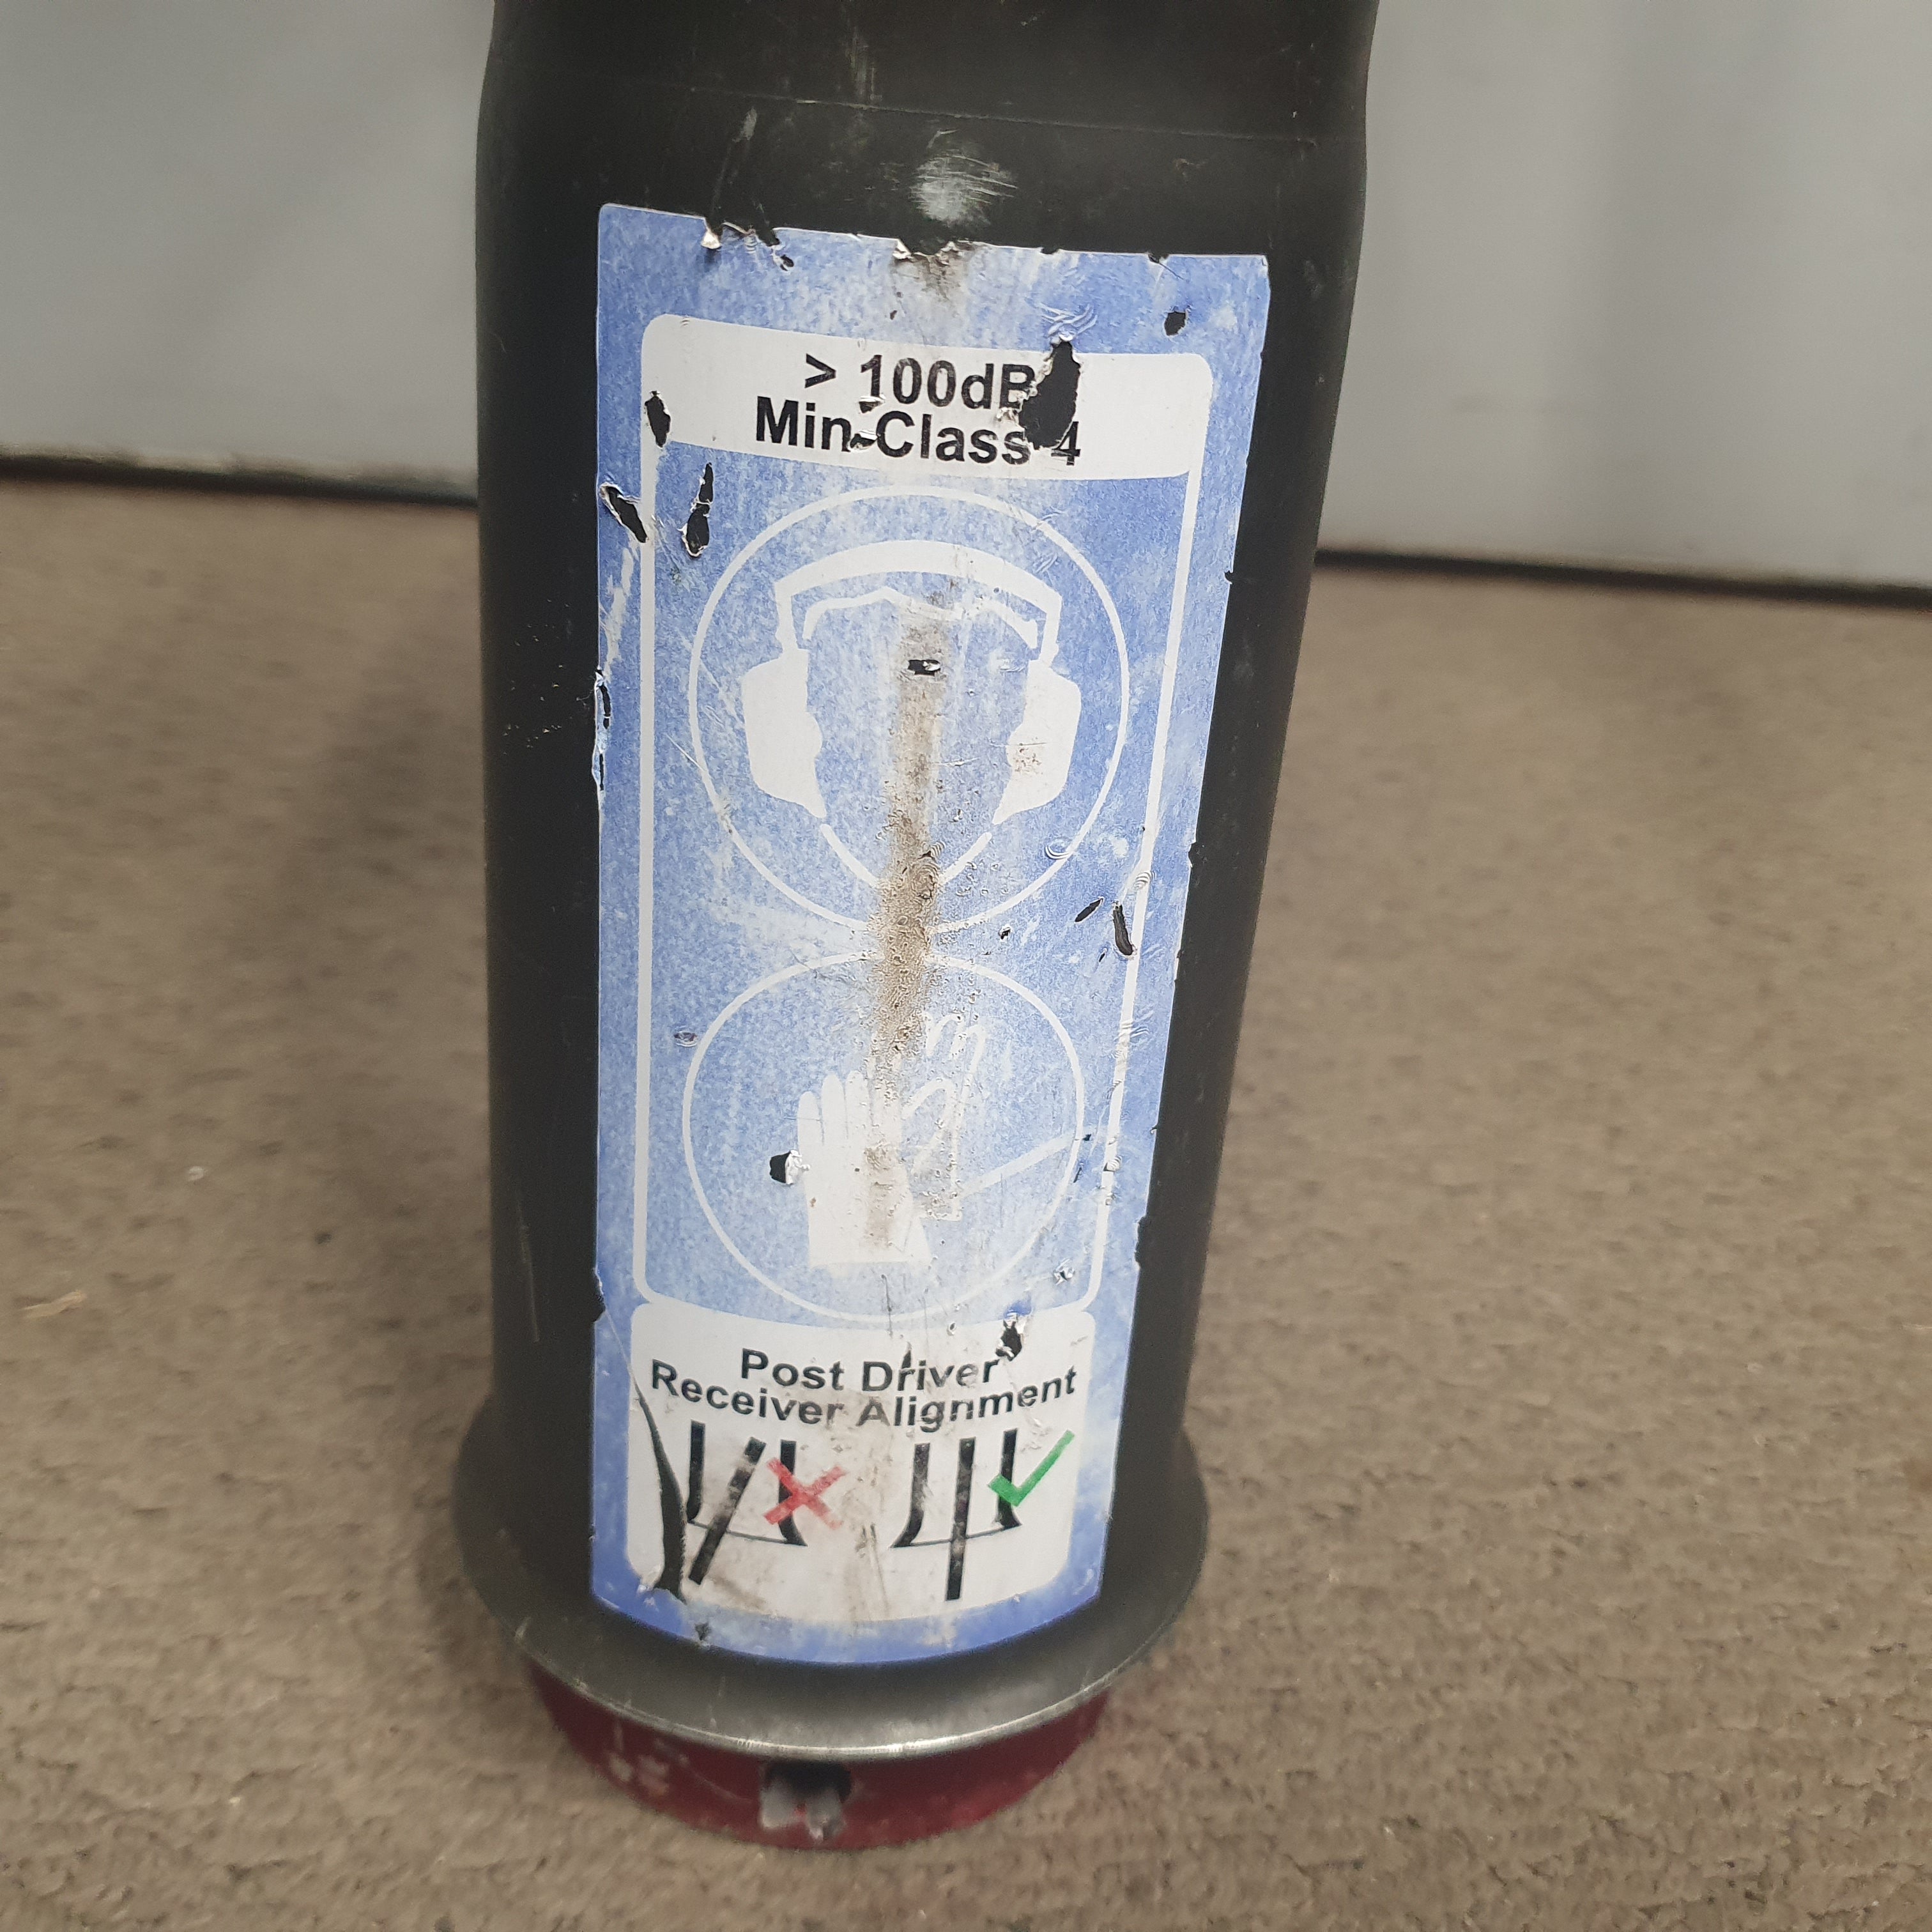 > 100dB
Min Class 4
Post Driver
Receiver Alignment